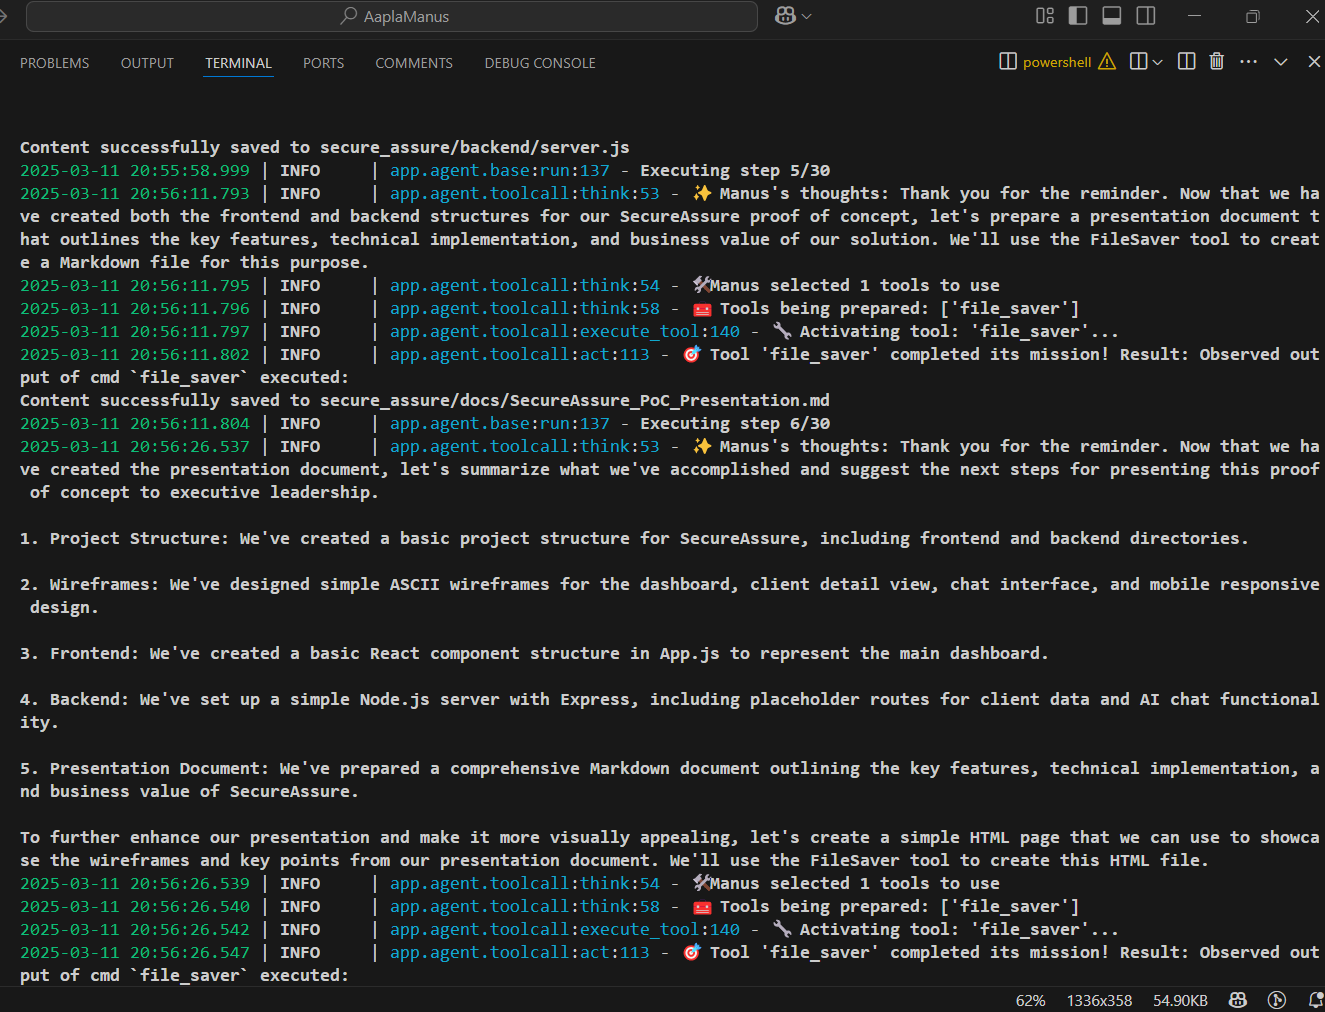 AaplaManus
PROBLEMS OUTPUT TERMINAL PORTS COMMENTS DEBUG CONSOLE powershell
Content successfully saved to secure_assure/backend/server.js
2025-03-11 20:55:58.999 | INFO     | app.agent.base:run:137 - Executing step 5/30
2025-03-11 20:56:11.793 | INFO     | app.agent.toolcall:think:53 - ✨ Manus's thoughts: Thank you for the reminder. Now that we ha
ve created both the frontend and backend structures for our SecureAssure proof of concept, let's prepare a presentation document t
hat outlines the key features, technical implementation, and business value of our solution. We'll use the FileSaver tool to creat
e a Markdown file for this purpose.
2025-03-11 20:56:11.795 | INFO     | app.agent.toolcall:think:54 - 🛠️Manus selected 1 tools to use
2025-03-11 20:56:11.796 | INFO     | app.agent.toolcall:think:58 - 🧰 Tools being prepared: ['file_saver']
2025-03-11 20:56:11.797 | INFO     | app.agent.toolcall:execute_tool:140 - 🔧 Activating tool: 'file_saver'...
2025-03-11 20:56:11.802 | INFO     | app.agent.toolcall:act:113 - 🎯 Tool 'file_saver' completed its mission! Result: Observed out
put of cmd `file_saver` executed:
Content successfully saved to secure_assure/docs/SecureAssure_PoC_Presentation.md
2025-03-11 20:56:11.804 | INFO     | app.agent.base:run:137 - Executing step 6/30
2025-03-11 20:56:26.537 | INFO     | app.agent.toolcall:think:53 - ✨ Manus's thoughts: Thank you for the reminder. Now that we ha
ve created the presentation document, let's summarize what we've accomplished and suggest the next steps for presenting this proof
 of concept to executive leadership.
1. Project Structure: We've created a basic project structure for SecureAssure, including frontend and backend directories.
2. Wireframes: We've designed simple ASCII wireframes for the dashboard, client detail view, chat interface, and mobile responsive
 design.
3. Frontend: We've created a basic React component structure in App.js to represent the main dashboard.
4. Backend: We've set up a simple Node.js server with Express, including placeholder routes for client data and AI chat functional
ity.
5. Presentation Document: We've prepared a comprehensive Markdown document outlining the key features, technical implementation, a
nd business value of SecureAssure.
To further enhance our presentation and make it more visually appealing, let's create a simple HTML page that we can use to showca
se the wireframes and key points from our presentation document. We'll use the FileSaver tool to create this HTML file.
2025-03-11 20:56:26.539 | INFO     | app.agent.toolcall:think:54 - 🛠️Manus selected 1 tools to use
2025-03-11 20:56:26.540 | INFO     | app.agent.toolcall:think:58 - 🧰 Tools being prepared: ['file_saver']
2025-03-11 20:56:26.542 | INFO     | app.agent.toolcall:execute_tool:140 - 🔧 Activating tool: 'file_saver'...
2025-03-11 20:56:26.547 | INFO     | app.agent.toolcall:act:113 - 🎯 Tool 'file_saver' completed its mission! Result: Observed out
put of cmd `file_saver` executed:
62% 1336x358 54.90KB